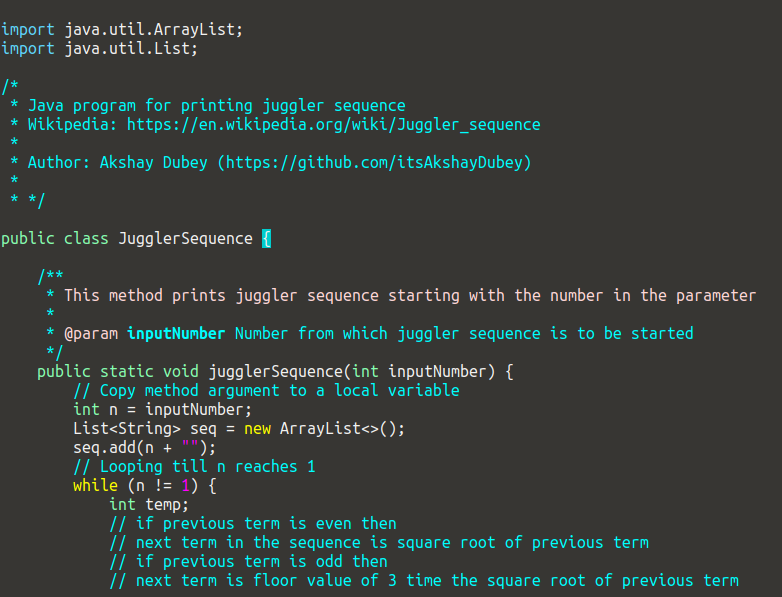 import java.util.ArrayList;
import java.util.List;
/*
 * Java program for printing juggler sequence
 * Wikipedia: https://en.wikipedia.org/wiki/Juggler_sequence
 *
 * Author: Akshay Dubey (https://github.com/itsAkshayDubey)
 *
 * */
public class JugglerSequence {
    /**
     * This method prints juggler sequence starting with the number in the parameter
     *
     * @param inputNumber Number from which juggler sequence is to be started
     */
    public static void jugglerSequence(int inputNumber) {
        // Copy method argument to a local variable
        int n = inputNumber;
        List<String> seq = new ArrayList<>();
        seq.add(n + "");
        // Looping till n reaches 1
        while (n != 1) {
            int temp;
            // if previous term is even then
            // next term in the sequence is square root of previous term
            // if previous term is odd then
            // next term is floor value of 3 time the square root of previous term